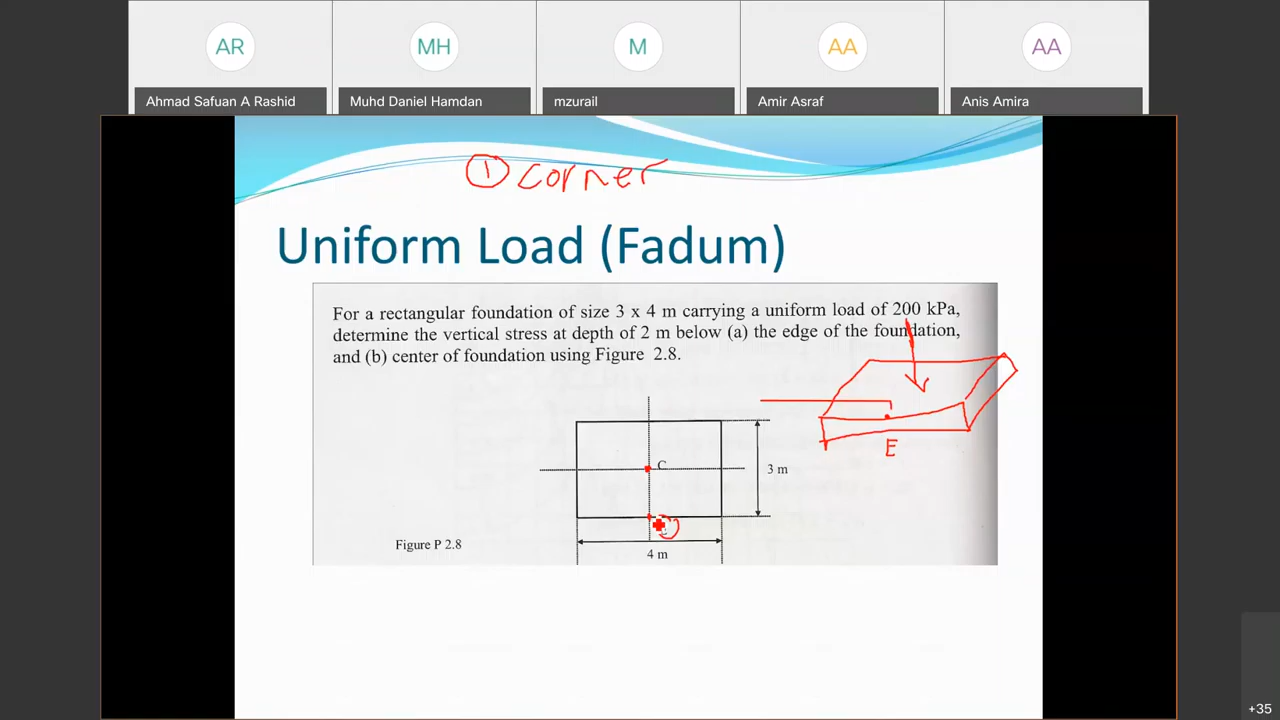 AR
MH
M
AA
AA
Ahmad Safuan A Rashid
Muhd Daniel Hamdan
mzurail
Amir Asraf
Anis Amira
① corner
Uniform Load (Fadum)
For a rectangular foundation of size 3 x 4 m carrying a uniform load of 200 kPa,
determine the vertical stress at depth of 2 m below (a) the edge of the foundation,
and (b) center of foundation using Figure 2.8.
E
C
3 m
Figure P 2.8
4 m
+35